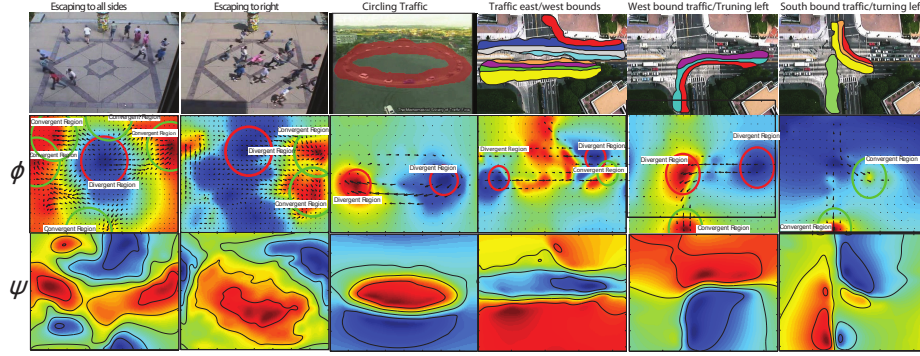 Escaping to all sides
Escaping to right
Circling Traffic
Traffic east/west bounds
West bound traffic/Truning left
South bound traffic/turning left
ϕ
Convergent Region
Convergent Region
Convergent Region
Divergent Region
Convergent Region
Divergent Region
Convergent Region
Convergent Region
Divergent Region
Divergent Region
Divergent Region
Divergent Region
Convergent Region
Divergent Region
Divergent Region
Convergent Region
Convergent Region
Convergent Region
ψ